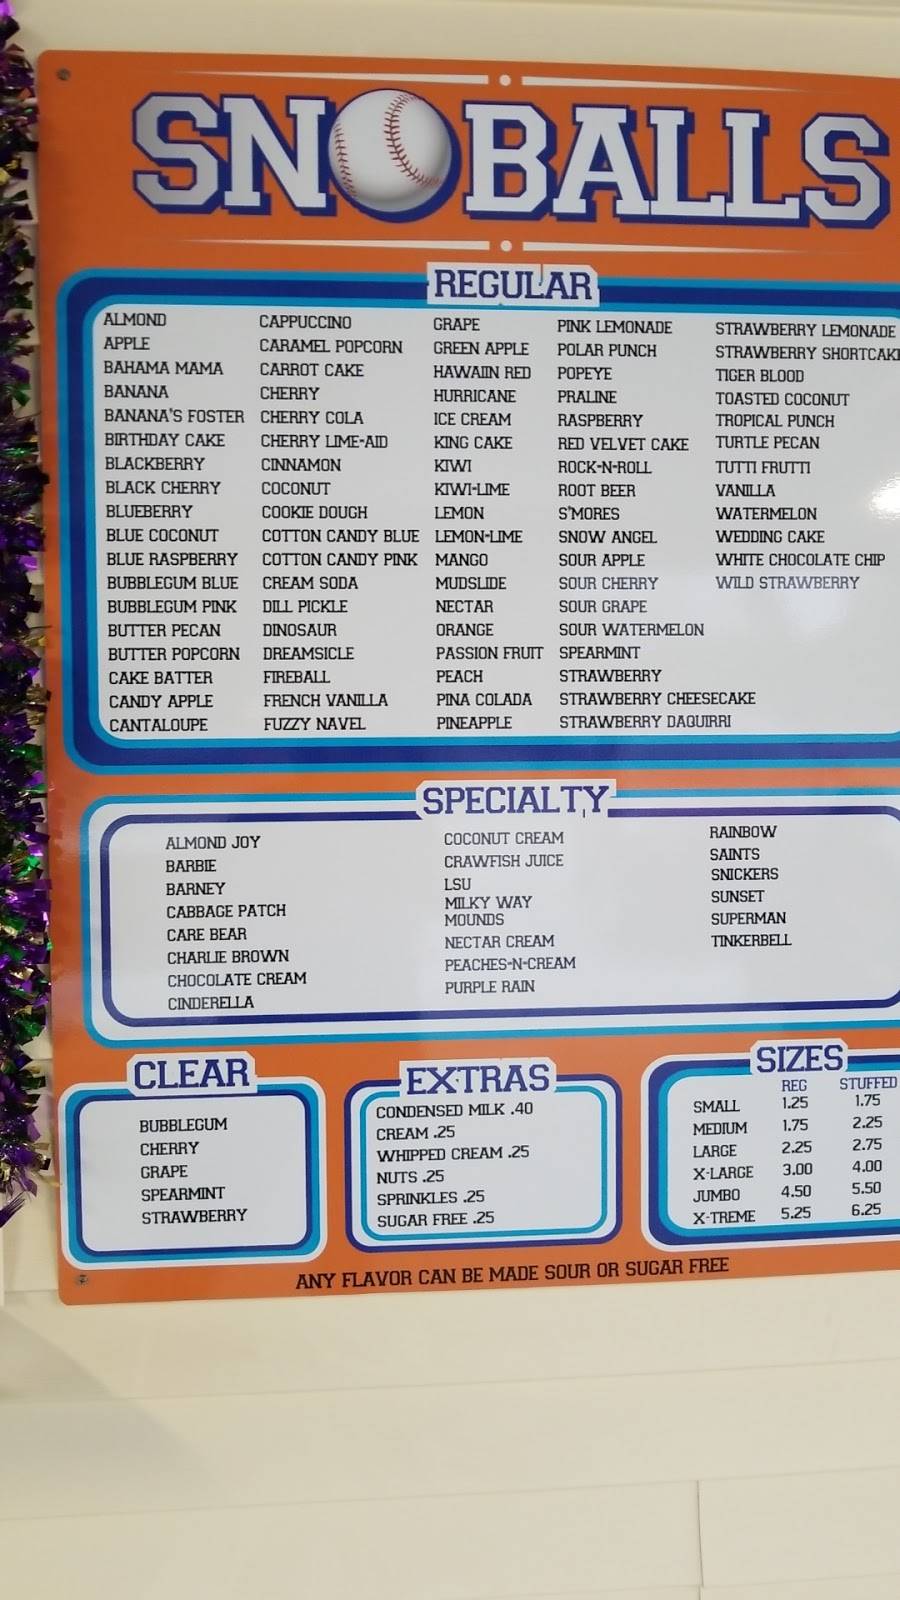 SNOBALLS
REGULAR
ALMOND
APPLE
BAHAMA MAMA
BANANA
BANANA'S FOSTER
BIRTHDAY CAKE
BLACKBERRY
BLACK CHERRY
BLUEBERRY
BLUE COCONUT
BLUE RASPBERRY
BUBBLEGUM BLUE
BUBBLEGUM PINK
BUTTER PECAN
BUTTER POPCORN
CAKE BATTER
CANDY APPLE
CANTALOUPE
CAPPUCCINO
CARAMEL POPCORN
CARROT CAKE
CHERRY
CHERRY COLA
CHERRY LIME-AID
CINNAMON
COCONUT
COOKIE DOUGH
COTTON CANDY BLUE
COTTON CANDY PINK
CREAM SODA
DILL PICKLE
DINOSAUR
DREAMSICLE
FIREBALL
FRENCH VANILLA
FUZZY NAVEL
GRAPE
GREEN APPLE
HAWAIIN RED
HURRICANE
ICE CREAM
KING CAKE
KIWI
KIWI-LIME
LEMON
LEMON-LIME
MANGO
MUDSLIDE
NECTAR
ORANGE
PASSION FRUIT
PEACH
PINA COLADA
PINEAPPLE
PINK LEMONADE
POLAR PUNCH
POPEYE
PRALINE
RASPBERRY
RED VELVET CAKE
ROCK-N-ROLL
ROOT BEER
S'MORES
SNOW ANGEL
SOUR APPLE
SOUR CHERRY
SOUR GRAPE
SOUR WATERMELON
SPEARMINT
STRAWBERRY
STRAWBERRY CHEESECAKE
STRAWBERRY DAQUIRRI
STRAWBERRY LEMONADE
STRAWBERRY SHORTCAKE
TIGER BLOOD
TOASTED COCONUT
TROPICAL PUNCH
TURTLE PECAN
TUTTI FRUTTI
VANILLA
WATERMELON
WEDDING CAKE
WHITE CHOCOLATE CHIP
WILD STRAWBERRY
SPECIALTY
ALMOND JOY
BARBIE
BARNEY
CABBAGE PATCH
CARE BEAR
CHARLIE BROWN
CHOCOLATE CREAM
CINDERELLA
COCONUT CREAM
CRAWFISH JUICE
LSU
MILKY WAY
MOUNDS
NECTAR CREAM
PEACHES-N-CREAM
PURPLE RAIN
RAINBOW
SAINTS
SNICKERS
SUNSET
SUPERMAN
TINKERBELL
CLEAR
BUBBLEGUM
CHERRY
GRAPE
SPEARMINT
STRAWBERRY
EXTRAS
CONDENSED MILK .40
CREAM .25
WHIPPED CREAM .25
NUTS .25
SPRINKLES .25
SUGAR FREE .25
SIZES
REG STUFFED
SMALL 1.25 1.75
MEDIUM 1.75 2.25
LARGE 2.25 2.75
X-LARGE 3.00 4.00
JUMBO 4.50 5.50
X-TREME 5.25 6.25
ANY FLAVOR CAN BE MADE SOUR OR SUGAR FREE